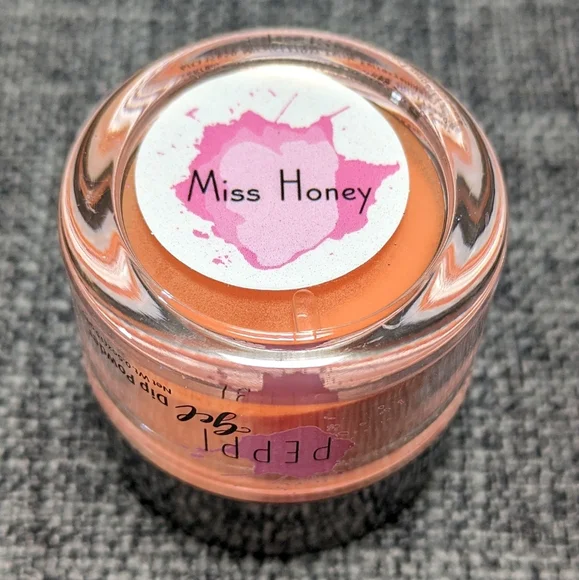 Miss Honey
PEPPI
gel
Dip Powder